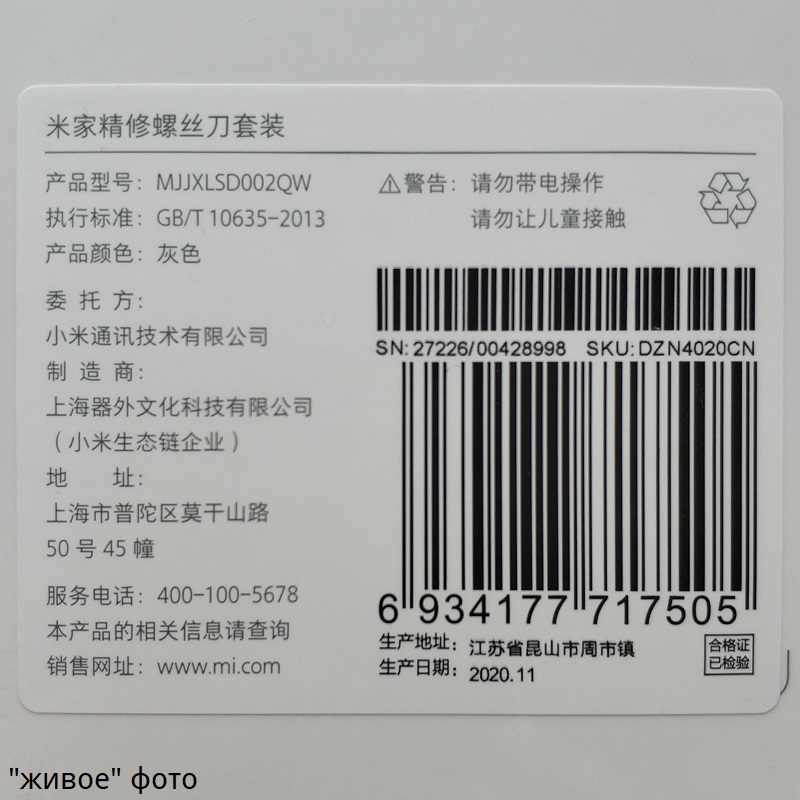 米家精修螺丝刀套装
产品型号：MJJXLSD002QW
执行标准：GB/T 10635-2013
产品颜色：灰色
委托方：
小米通讯技术有限公司
制造商：
上海器外文化科技有限公司
（小米生态链企业）
地址：
上海市普陀区莫干山路
50 号 45 幢
服务电话：400-100-5678
本产品的相关信息请查询
销售网址：www.mi.com
⚠警告：请勿带电操作
请勿让儿童接触
SN: 27226/00428998 SKU: DZN4020CN
6 934177 717505
生产地址：江苏省昆山市周市镇
生产日期：2020.11
合格证
已检验
"живое" фото